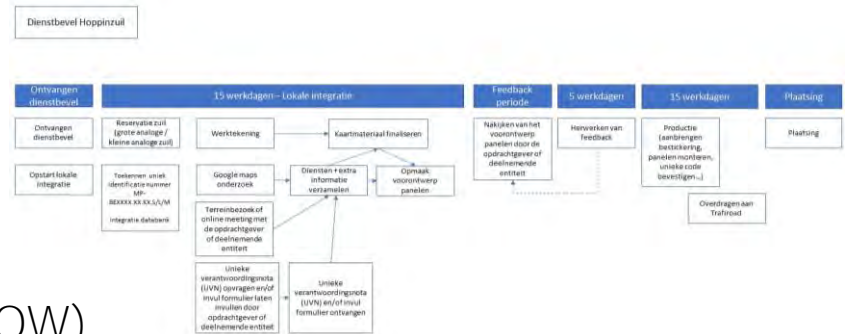 Dienstbevel Hoppinzuil
Ontvangen
dienstbevel
15 werkdagen – Lokale integratie
Feedback
periode
5 werkdagen
15 werkdagen
Plaatsing
Ontvangen
dienstbevel
Reservatie zuil
(grote analoge /
kleine analoge zuil)
Werktekening
Kaartmateriaal finaliseren
Nakijken van het
voorontwerp
panelen door de
opdrachtgever of
deelnemende
entiteit
Herwerken van
feedback
Productie
(aanbrengen
bestickering,
panelen monteren,
unieke code
bevestigen...)
Plaatsing
Opstart lokale
integratie
Toekennen uniek
identificatie nummer
Integratie databank
Google maps
onderzoek
Diensten + extra
informatie
verzamelen
Opmaak
voorontwerp
panelen
Terreinbezoek of
online meeting met
de opdrachtgever
of deelnemende
entiteit
Overdragen aan
Trafiroad
Unieke
verantwoordingsnota
(UVN) opvragen en/of
invul formulier laten
invullen door
opdrachtgever of
deelnemende entiteit
Unieke
verantwoordingsnota
(UVN) en/of invul
formulier ontvangen
OW)